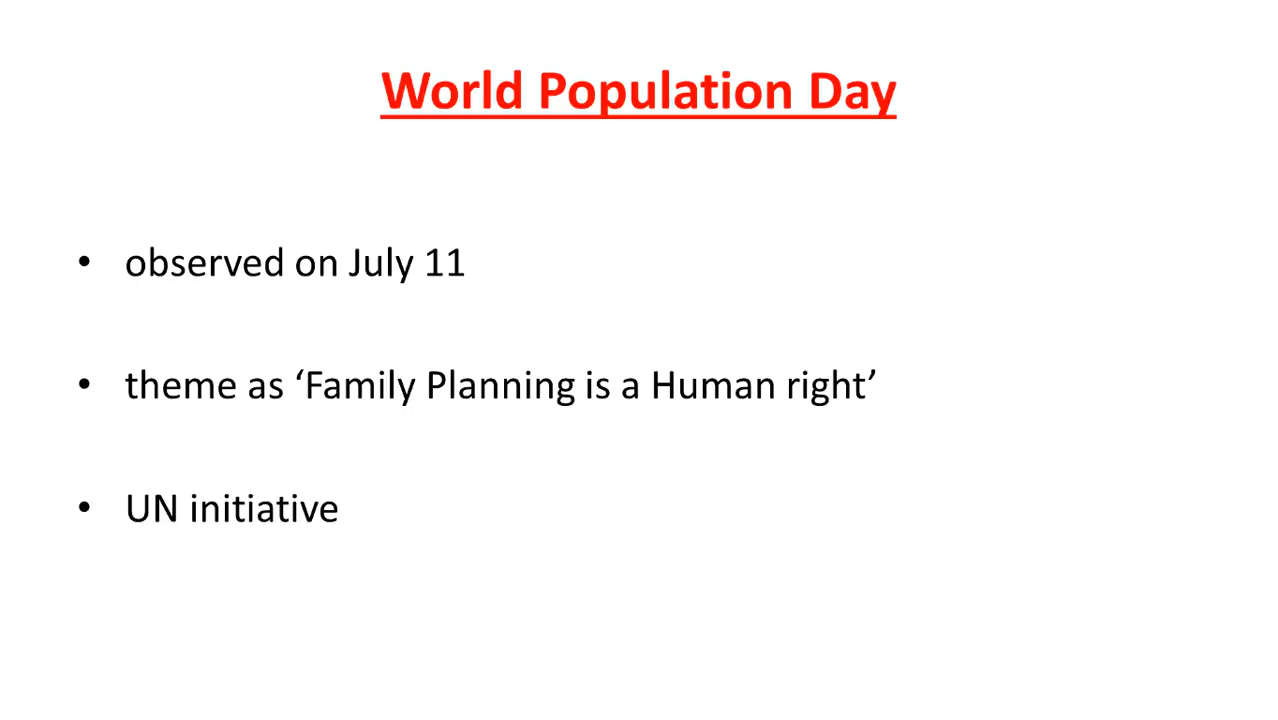 World Population Day
• observed on July 11
• theme as ‘Family Planning is a Human right’
• UN initiative